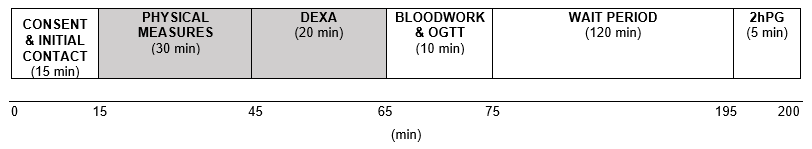 CONSENT
& INITIAL
CONTACT
(15 min)
PHYSICAL
MEASURES
(30 min)
DEXA
(20 min)
BLOODWORK
& OGTT
(10 min)
WAIT PERIOD
(120 min)
2hPG
(5 min)
0 15 45 65 75 195 200
(min)